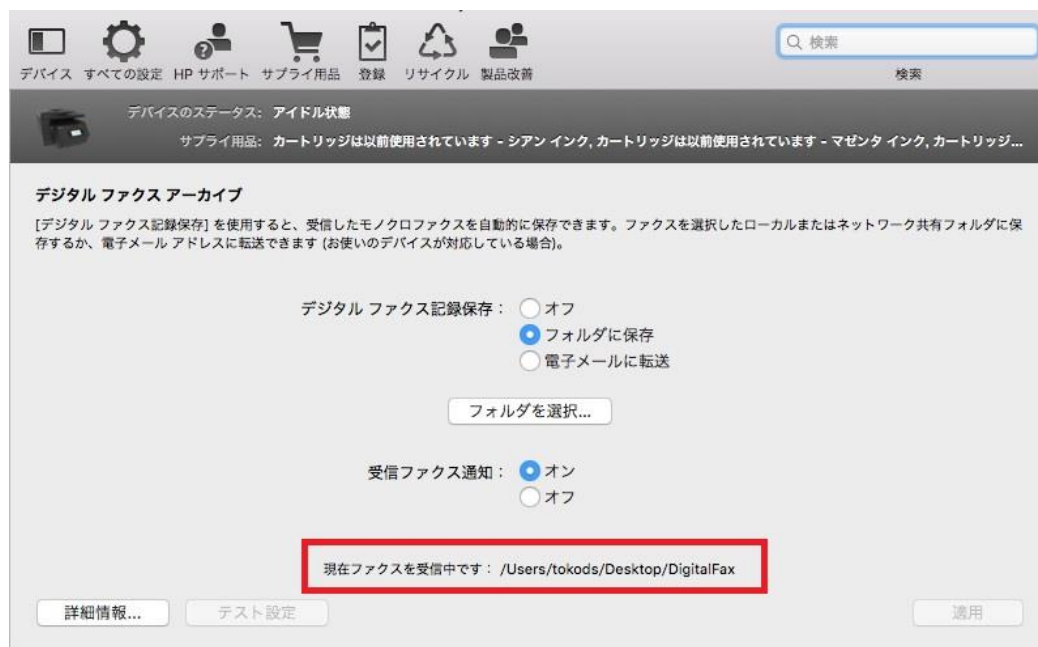 デバイス すべての設定 HP サポート サプライ用品 登録 リサイクル 製品改善
検索
検索
デバイスのステータス: アイドル状態
サプライ用品: カートリッジは以前使用されています - シアン インク, カートリッジは以前使用されています - マゼンタ インク, カートリッジ...
デジタル ファクス アーカイブ
[デジタル ファクス記録保存] を使用すると、受信したモノクロファクスを自動的に保存できます。ファクスを選択したローカルまたはネットワーク共有フォルダに保
存するか、電子メール アドレスに転送できます (お使いのデバイスが対応している場合)。
デジタル ファクス記録保存： オフ
フォルダに保存
電子メールに転送
フォルダを選択...
受信ファクス通知： オン
オフ
現在ファクスを受信中です： /Users/tokods/Desktop/DigitalFax
詳細情報... テスト設定 適用